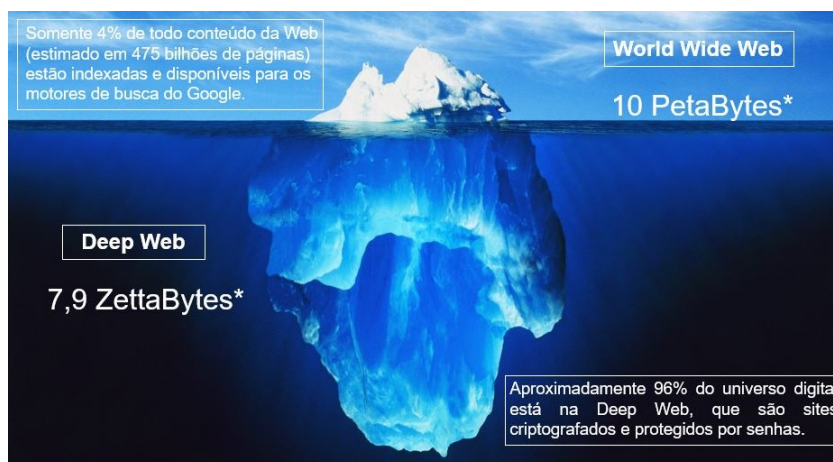 Somente 4% de todo conteúdo da Web
(estimado em 475 bilhões de páginas)
estão indexadas e disponíveis para os
motores de busca do Google.
World Wide Web
10 PetaBytes*
Deep Web
7,9 ZettaBytes*
Aproximadamente 96% do universo digital
está na Deep Web, que são sites
criptografados e protegidos por senhas.